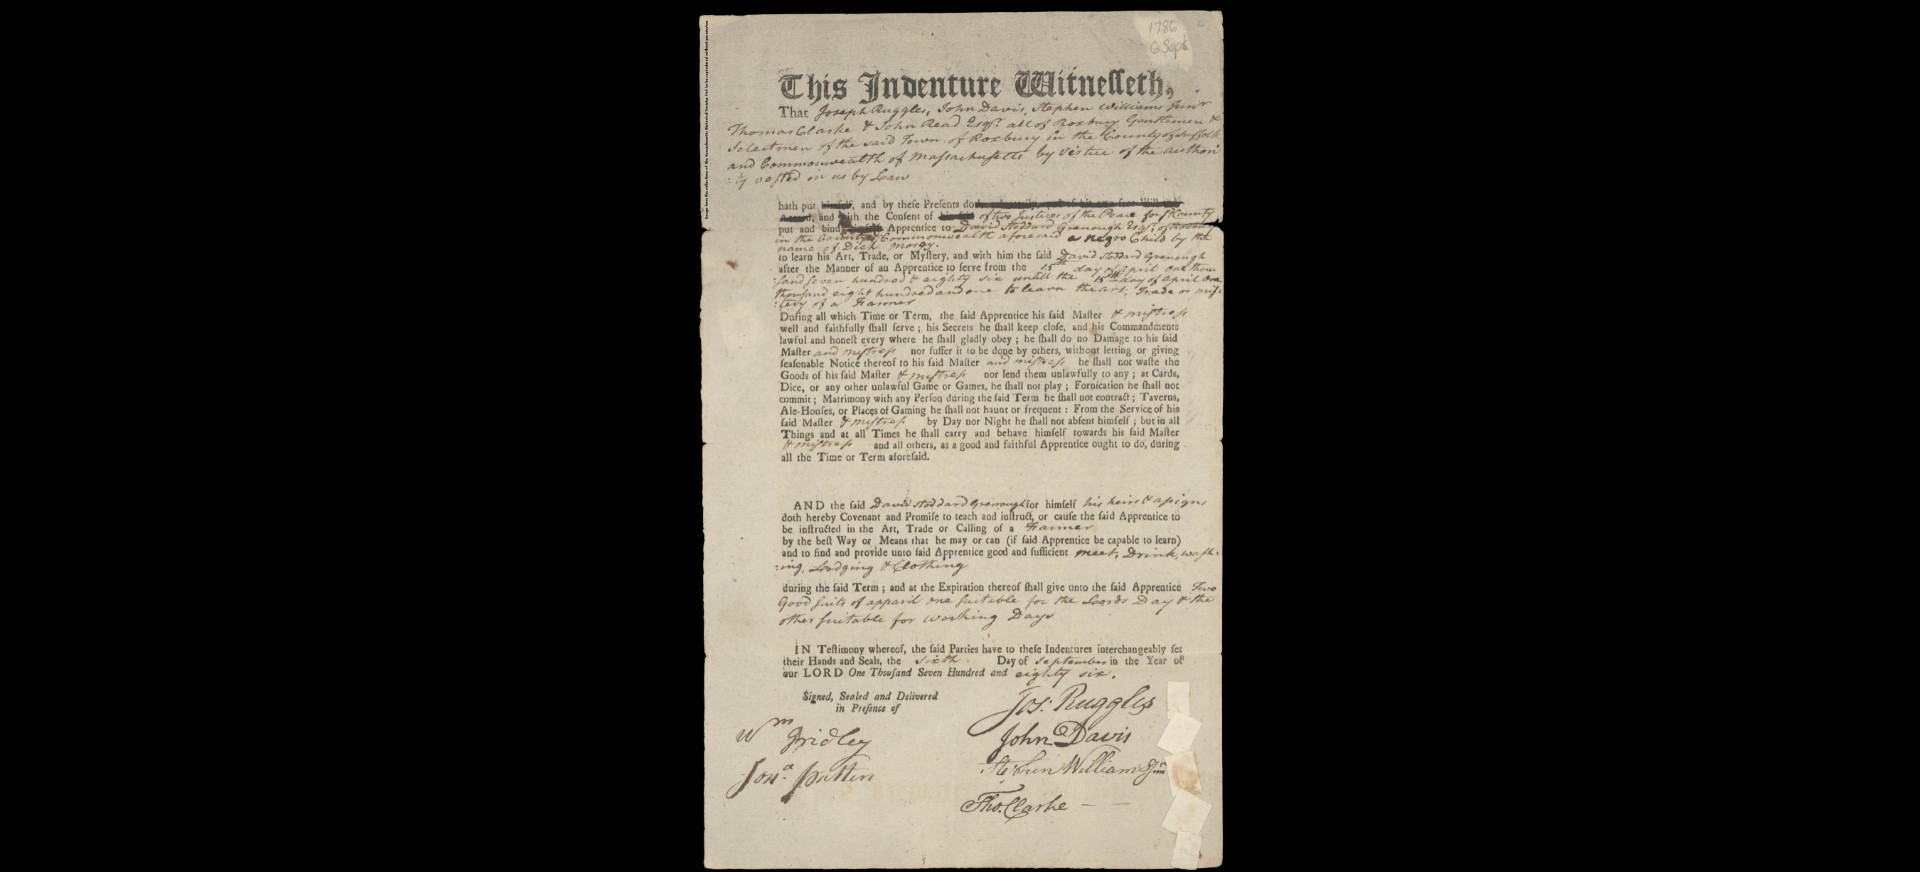 1786
6 Sept
This Indenture Witneſſeth,
That Joseph Ruggles, John Davis, Stephen Williams Junr
Thomas Clarke & John Read Esqr. all of Roxbury Gentlemen &
Selectmen of the said Town of Roxbury in the County of Suffolk
and Commonwealth of Maſsachuſetts by Virtue of the Authori
:ty veſted in us by Law
hath put himſelf, and by theſe Preſents do
and with the Conſent of of two Juſtices of the Peace for sd County
put and bind Apprentice to David Stoddard Grenough Esqr. of Roxbury
in the County & Commonwealth aforesaid a negro Child by the
name of Dick Morey.
to learn his Art, Trade, or Myſtery, and with him the ſaid David Stoddard Grenough
after the Manner of an Apprentice to ſerve from the 15th day of April One thou
:sand ſeven hundred & eighty six untill the 15th day of April One
thouſand eight hundred and one to learn the art, Trade or miſ
:tery of a Farmer
During all which Time or Term, the ſaid Apprentice his ſaid Maſter & miſtreſs
well and faithfully ſhall ſerve ; his Secrets he ſhall keep cloſe, and his Commandments
lawful and honeſt every where he ſhall gladly obey ; he ſhall do no Damage to his ſaid
Maſter and miſtreſs nor ſuffer it to be done by others, without letting or giving
ſeaſonable Notice thereof to his ſaid Maſter and miſtreſs he ſhall not waſte the
Goods of his ſaid Maſter & miſtreſs nor lend them unlawfully to any ; at Cards,
Dice, or any other unlawful Game or Games, he ſhall not play ; Fornication he ſhall not
commit ; Matrimony with any Perſon during the ſaid Term he ſhall not contract ; Taverns,
Ale-Houſes, or Places of Gaming he ſhall not haunt or frequent : From the Service of his
ſaid Maſter & miſtreſs by Day nor Night he ſhall not abſent himſelf ; but in all
Things and at all Times he ſhall carry and behave himſelf towards his ſaid Maſter
& miſtreſs and all others, as a good and faithful Apprentice ought to do, during
all the Time or Term aforeſaid.
AND the ſaid David Stoddard Grenough for himſelf his heirs & aſsigns
doth hereby Covenant and Promiſe to teach and inſtruct, or cauſe the ſaid Apprentice to
be inſtructed in the Art, Trade or Calling of a Farmer
by the beſt Way or Means that he may or can (if ſaid Apprentice be capable to learn)
and to find and provide unto ſaid Apprentice good and ſufficient meet, Drink, waſh
:ing, Lodging & Clothing
during the ſaid Term ; and at the Expiration thereof ſhall give unto the ſaid Apprentice Two
Good ſuits of apparil one ſuitable for the Lords Day & the
other ſuitable for working Days
IN Teſtimony whereof, the ſaid Parties have to theſe Indentures interchangeably ſet
their Hands and Seals, the sixth Day of September in the Year of
our LORD One Thouſand Seven Hundred and eighty six.
Signed, Sealed and Delivered
in Preſence of
Jos: Ruggles
Wm Fridley
John Davis
Jona. Patten
Stephen Williams Jun
Tho. Clarke